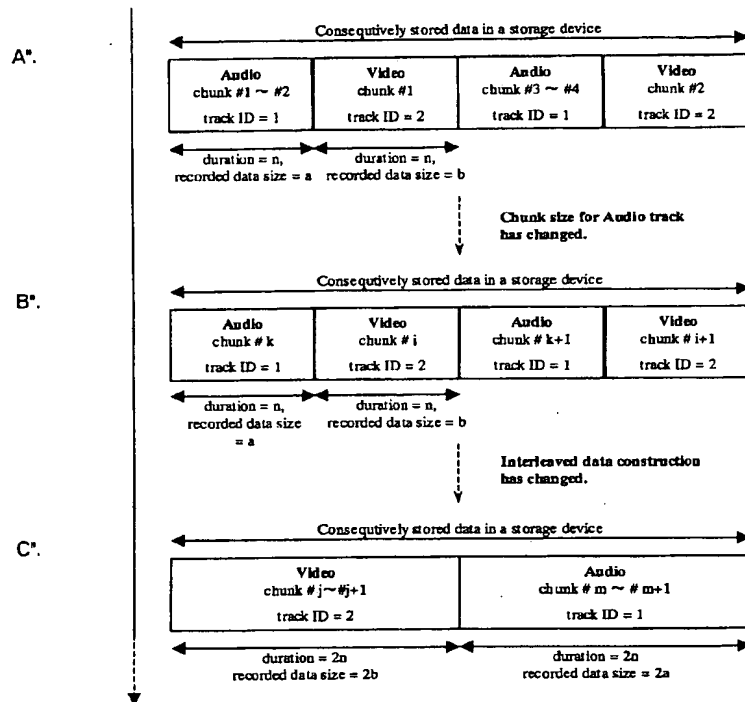 Consequtively stored data in a storage device
A".
Audio
chunk #1 ~ #2
track ID = 1
Video
chunk #1
track ID = 2
Audio
chunk #3 ~ #4
track ID = 1
Video
chunk #2
track ID = 2
duration = n,
recorded data size = a
duration = n,
recorded data size = b
Chunk size for Audio track
has changed.
Consequtively stored data in a storage device
B".
Audio
chunk # k
track ID = 1
Video
chunk # i
track ID = 2
Audio
chunk # k+1
track ID = 1
Video
chunk # i+1
track ID = 2
duration = n,
recorded data size
= a
duration = n,
recorded data size = b
Interleaved data construction
has changed.
Consequtively stored data in a storage device
C".
Video
chunk # j~#j+1
track ID = 2
Audio
chunk # m ~ # m+1
track ID = 1
duration = 2n
recorded data size = 2b
duration = 2n
recorded data size = 2a